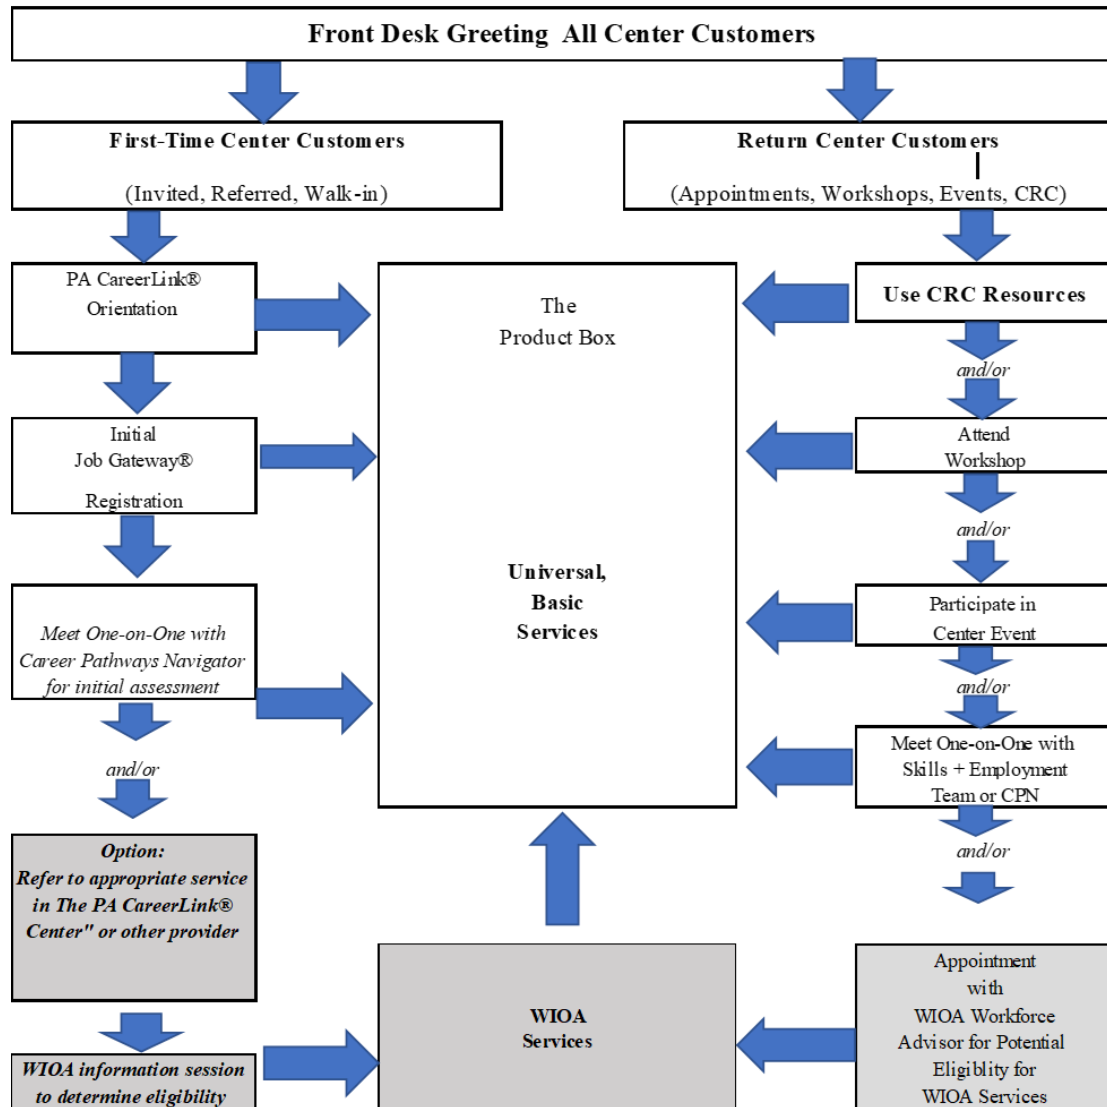 Front Desk Greeting All Center Customers
First-Time Center Customers
(Invited, Referred, Walk-in)
Return Center Customers
(Appointments, Workshops, Events, CRC)
PA CareerLink®
Orientation
The
Product Box
Use CRC Resources
and/or
Initial
Job Gateway®
Registration
Attend
Workshop
and/or
Universal,
Basic
Services
Meet One-on-One with
Career Pathways Navigator
for initial assessment
Participate in
Center Event
and/or
and/or
Meet One-on-One with
Skills + Employment
Team or CPN
and/or
Option:
Refer to appropriate service
in The PA CareerLink®
Center" or other provider
WIOA
Services
Appointment
with
WIOA Workforce
Advisor for Potential
Eligiblity for
WIOA Services
WIOA information session
to determine eligibility